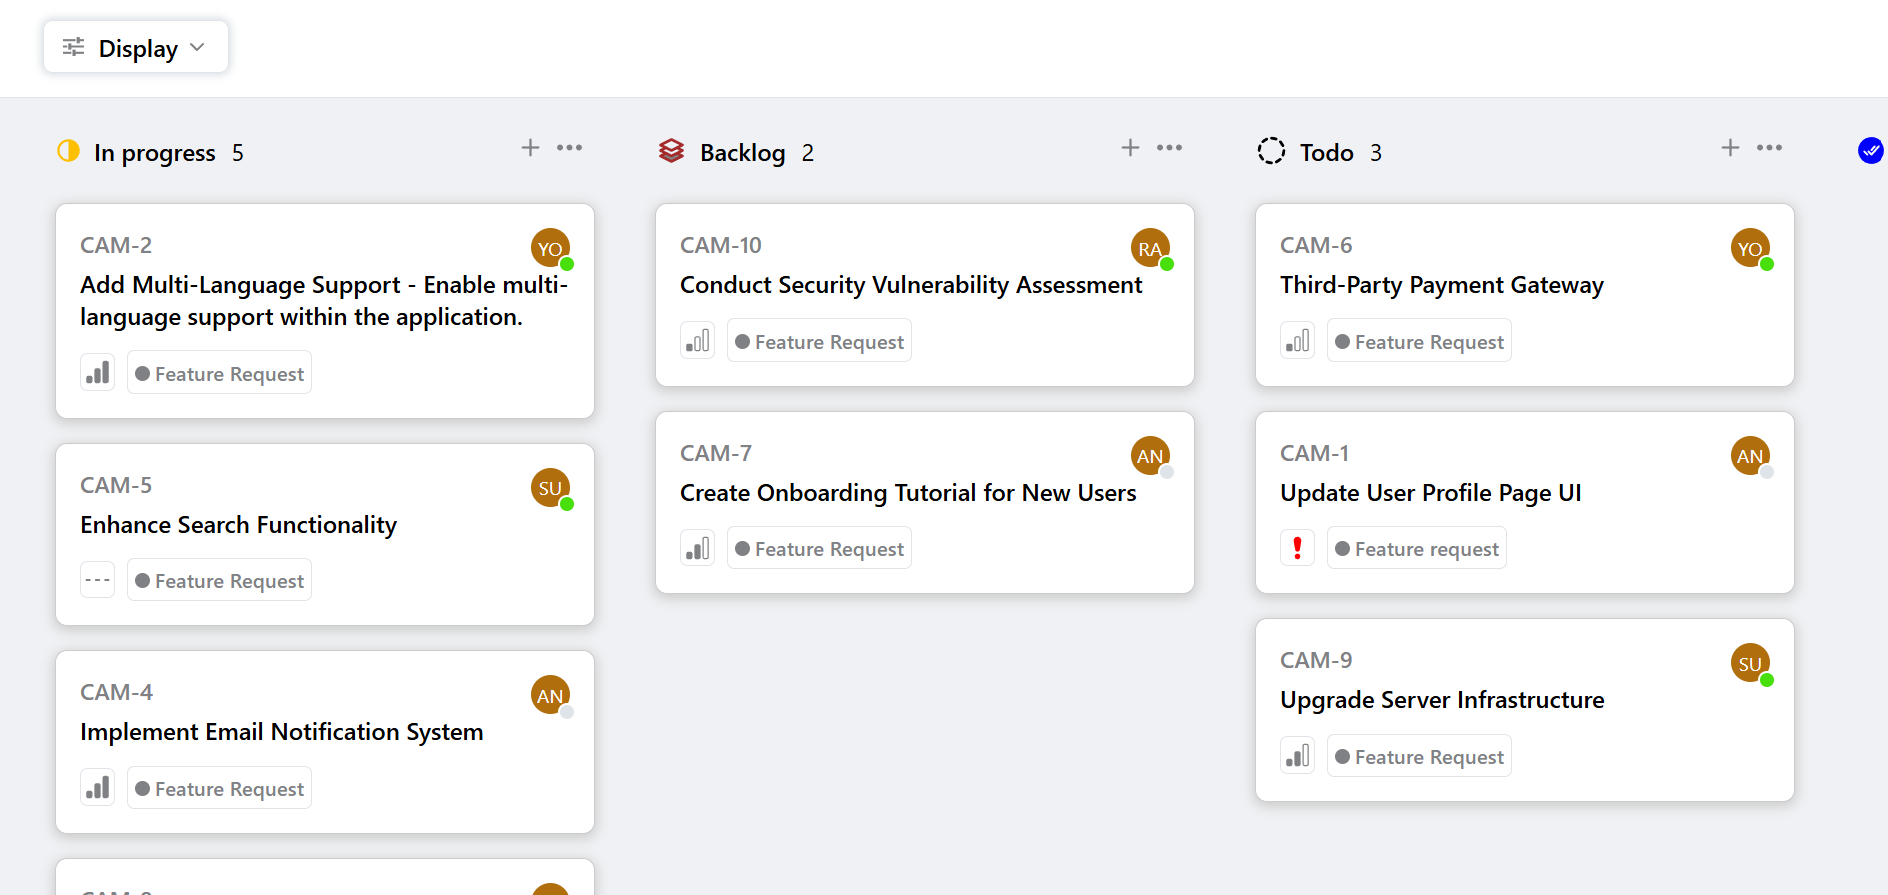 Display
In progress 5
CAM-2
YO
Add Multi-Language Support - Enable multi-
language support within the application.
Feature Request
CAM-5
SU
Enhance Search Functionality
Feature Request
CAM-4
AN
Implement Email Notification System
Feature Request
Backlog 2
CAM-10
RA
Conduct Security Vulnerability Assessment
Feature Request
CAM-7
AN
Create Onboarding Tutorial for New Users
Feature Request
Todo 3
CAM-6
YO
Third-Party Payment Gateway
Feature Request
CAM-1
AN
Update User Profile Page UI
Feature request
CAM-9
SU
Upgrade Server Infrastructure
Feature Request